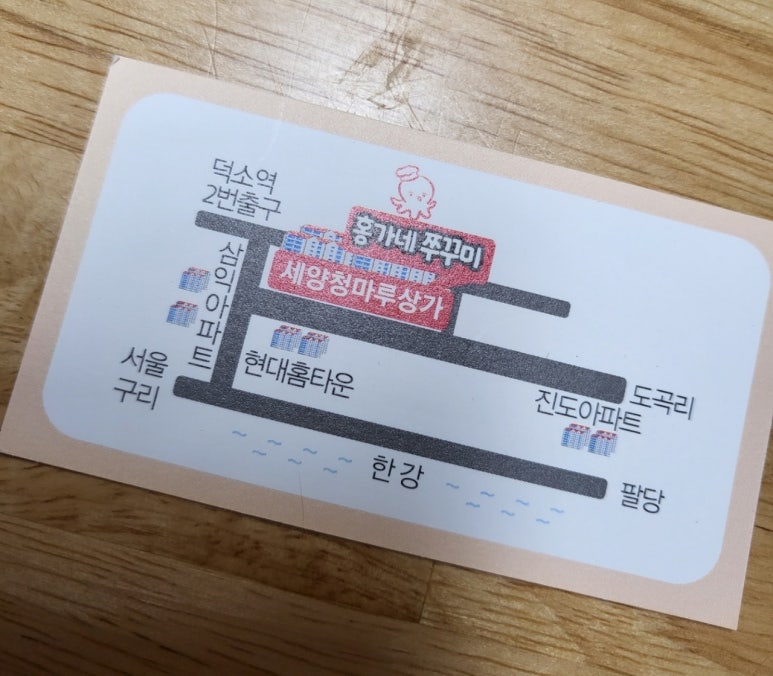 덕소역
2번출구
홍가네 쭈꾸미
세양청마루상가
삼익아파트
현대홈타운
서울
구리
도곡리
진도아파트
한강
팔당